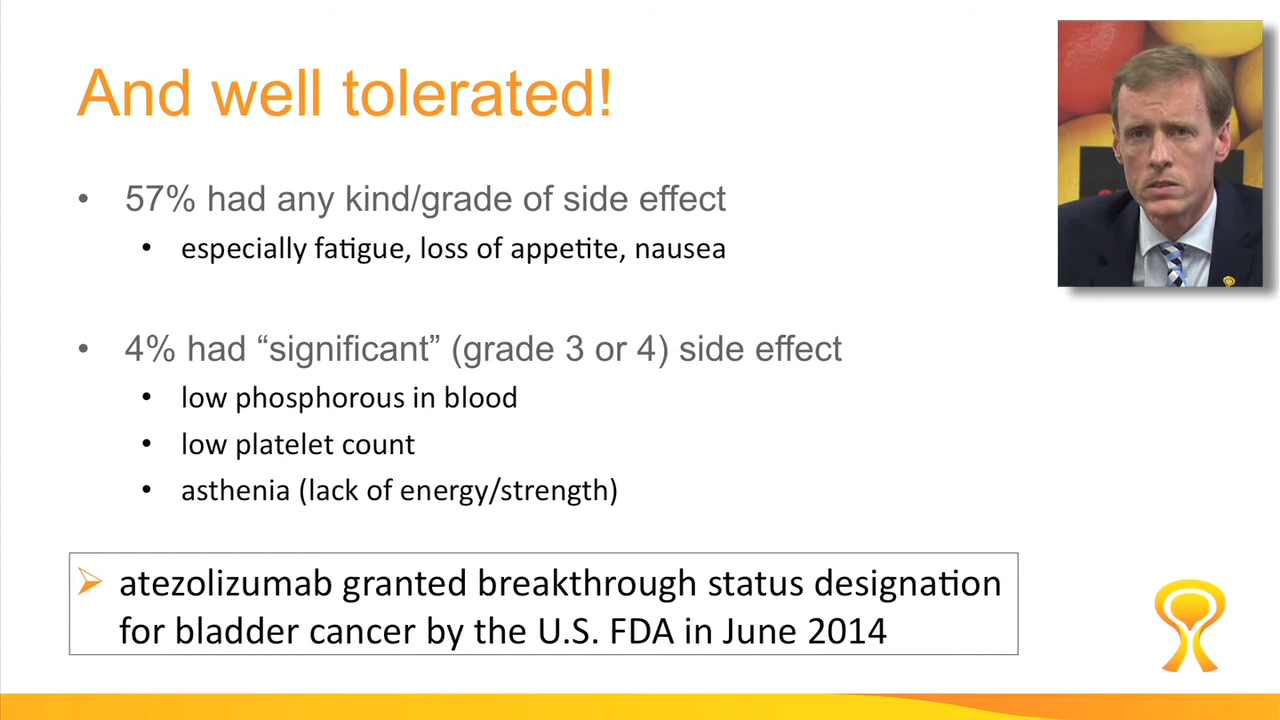 And well tolerated!
• 57% had any kind/grade of side effect
• especially fatigue, loss of appetite, nausea
• 4% had “significant” (grade 3 or 4) side effect
• low phosphorous in blood
• low platelet count
• asthenia (lack of energy/strength)
➢ atezolizumab granted breakthrough status designation
for bladder cancer by the U.S. FDA in June 2014